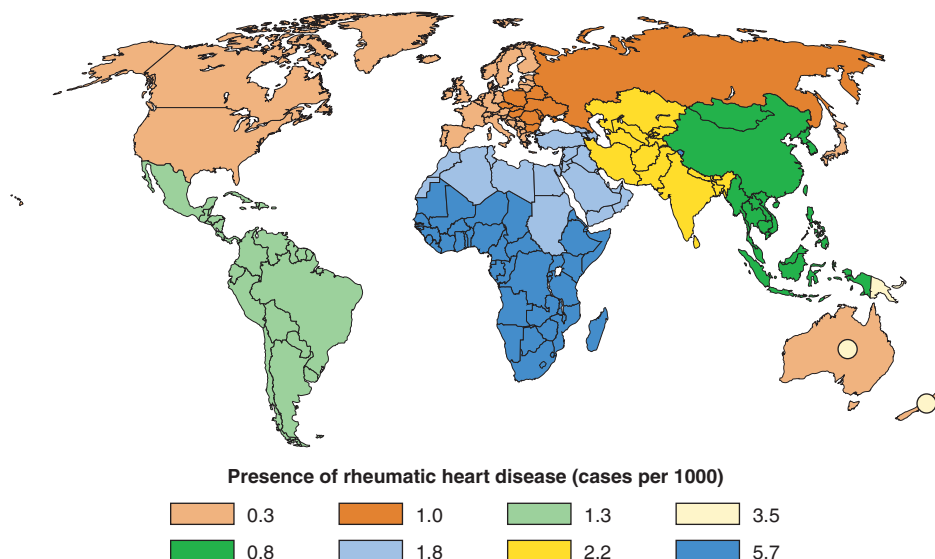 Presence of rheumatic heart disease (cases per 1000)
0.3 1.0 1.3 3.5
0.8 1.8 2.2 5.7